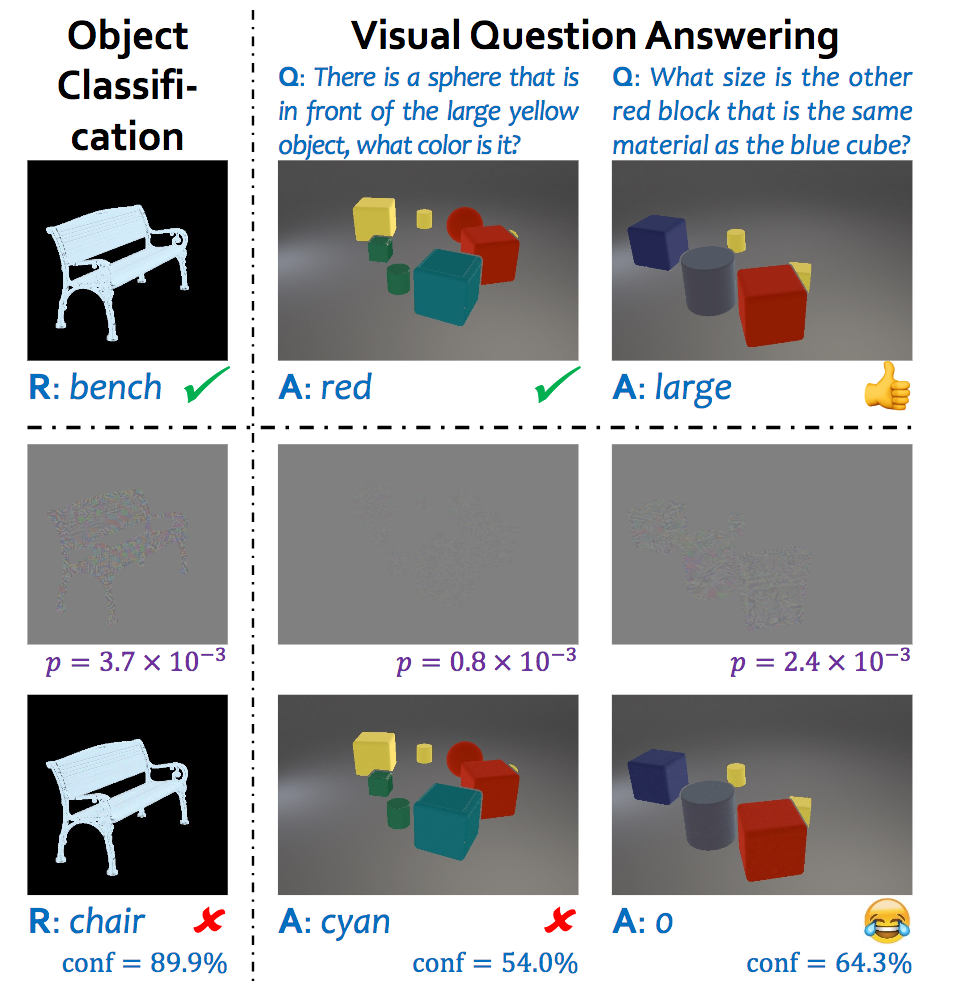 Object
Classifi-
cation
Visual Question Answering
Q: There is a sphere that is
in front of the large yellow
object, what color is it?
Q: What size is the other
red block that is the same
material as the blue cube?
R: bench
A: red
A: large
p = 3.7 × 10⁻³
p = 0.8 × 10⁻³
p = 2.4 × 10⁻³
R: chair
A: cyan
A: 0
conf = 89.9%
conf = 54.0%
conf = 64.3%